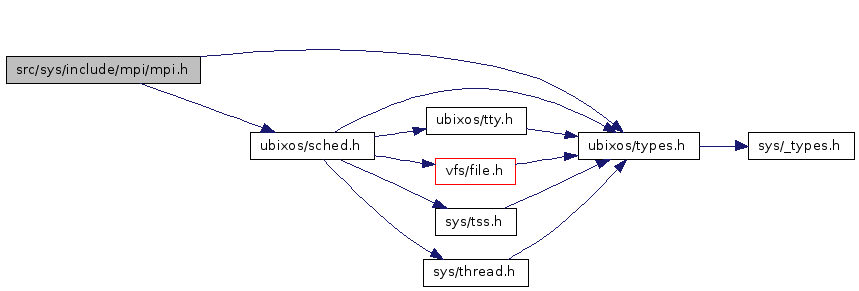 src/sys/include/mpi/mpi.h
ubixos/sched.h
ubixos/tty.h
vfs/file.h
sys/tss.h
sys/thread.h
ubixos/types.h
sys/_types.h